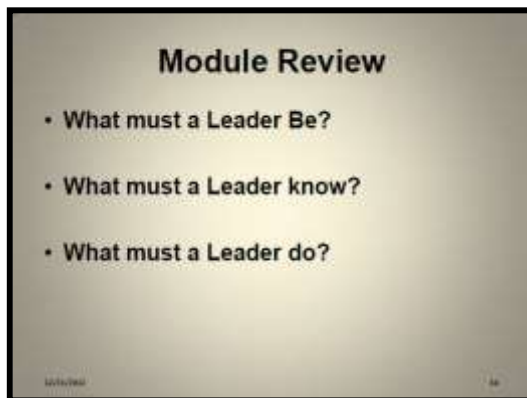 Module Review
• What must a Leader Be?
• What must a Leader know?
• What must a Leader do?